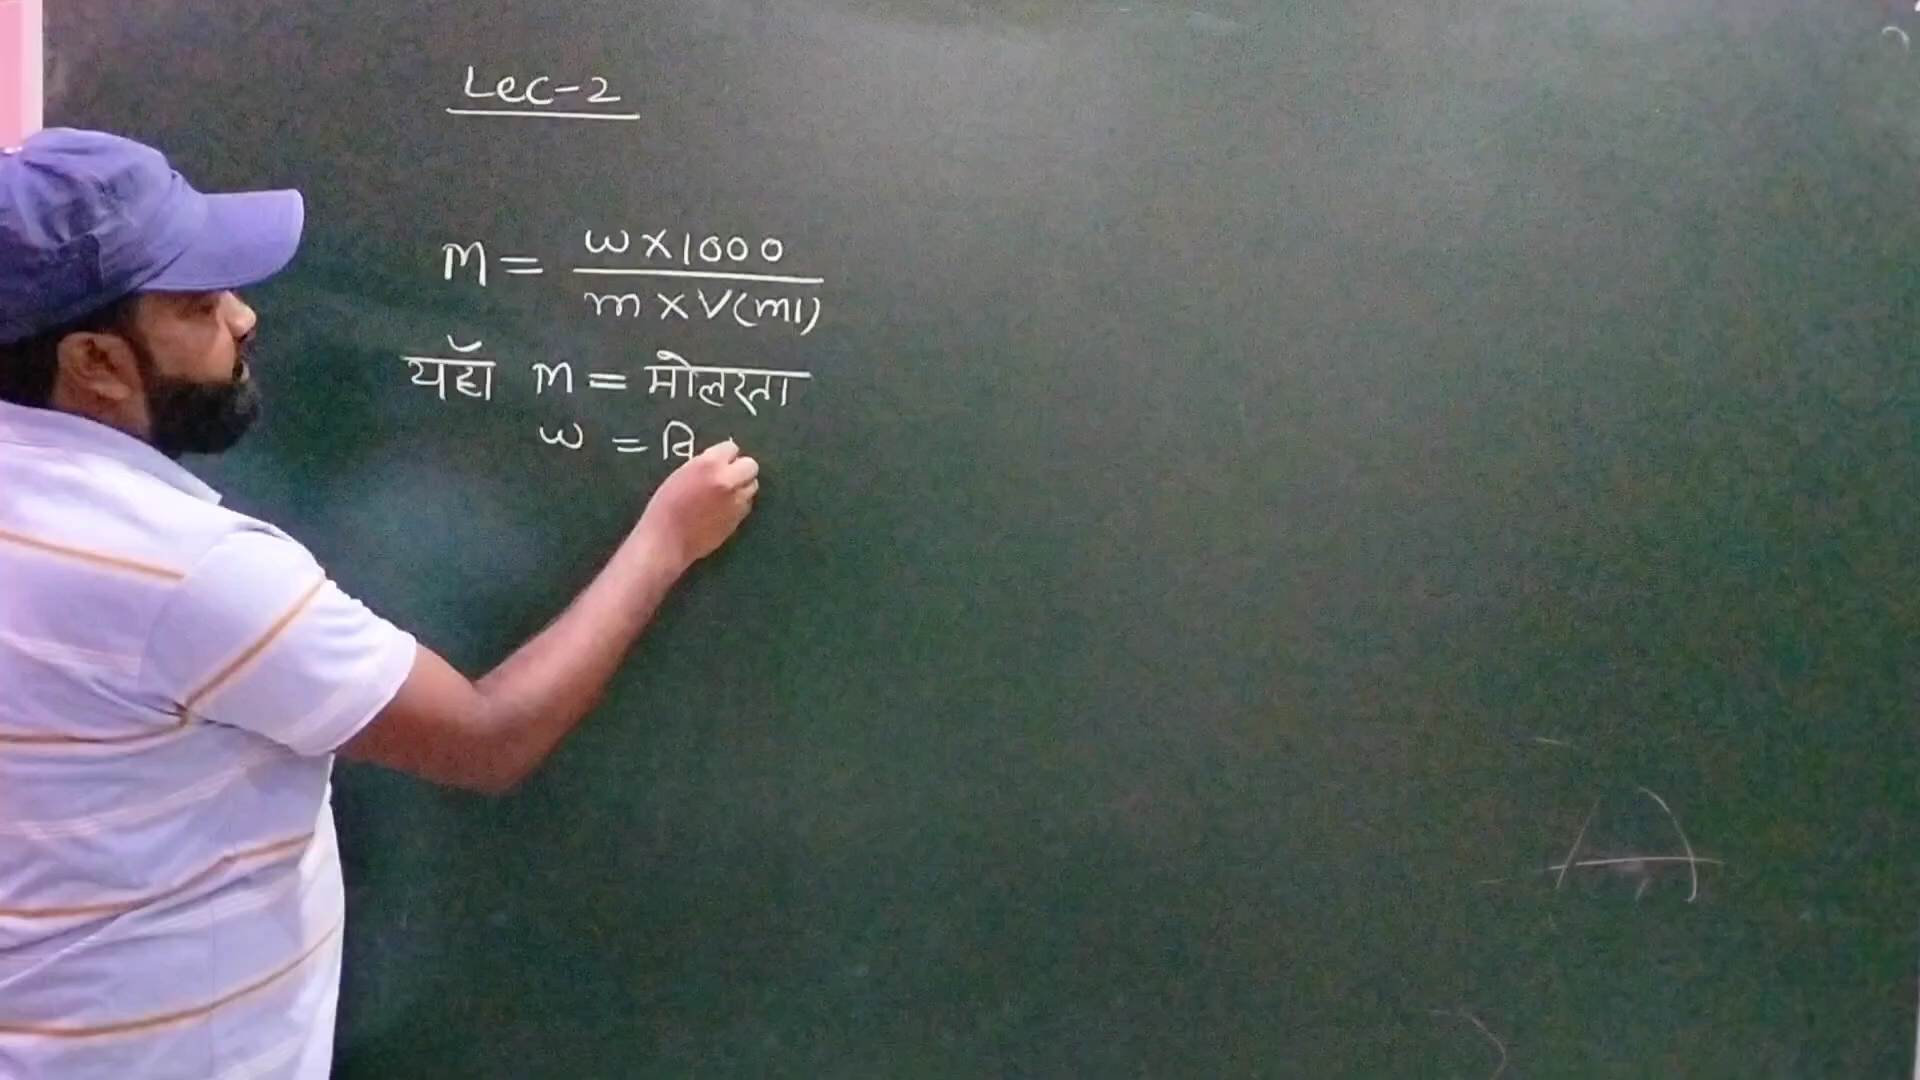 Lec-2
M = w×1000
m×V(ml)
यहाँ M = मोलरता
w = वि